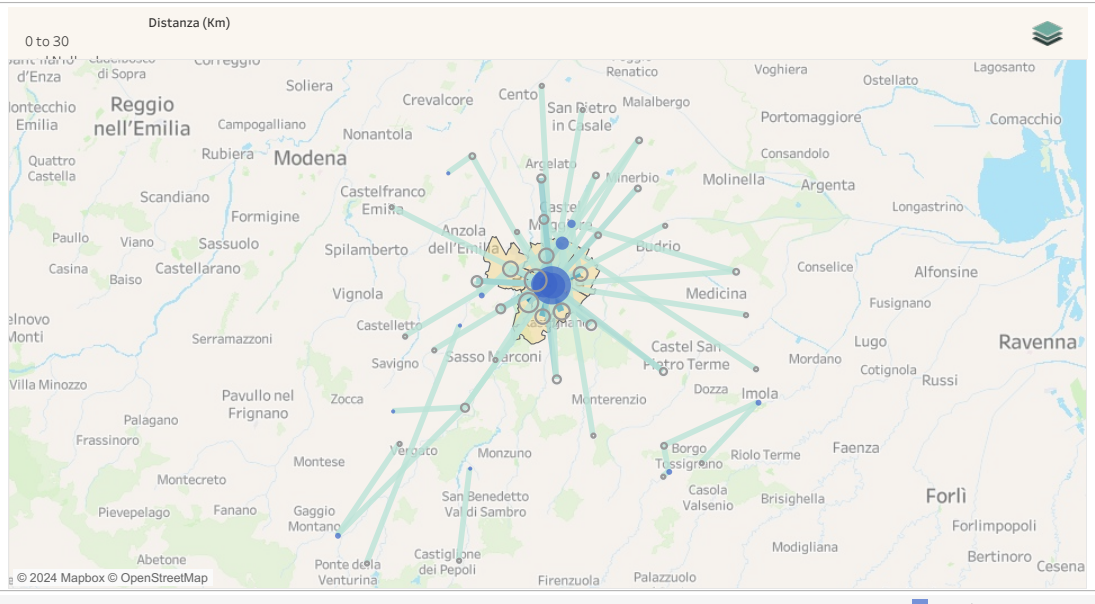 Distanza (Km)
0 to 30
d'Enza
di Sopra
Correggio
Renatico
Voghiera
Lagosanto
Ostellato
Soliera
Cento
Crevalcore
San Pietro
in Casale
Malalbergo
Reggio
nell'Emilia
Emilia
Campogalliano
Portomaggiore
Comacchio
Nonantola
Rubiera
Modena
Quattro
Castella
Argelato
Consandolo
Minerbio
Molinella
Argenta
Scandiano
Castelfranco
Emilia
Longastrino
Formigine
Paullo
Viano
Sassuolo
Anzola
dell'Emilia
Spilamberto
Budrio
Casina
Castellarano
Conselice
Alfonsine
Baiso
Vignola
Medicina
Fusignano
Monti
Serramazzoni
Castelletto
Lugo
Ravenna
Savigno
Sasso Marconi
Castel San
Pietro Terme
Mordano
Cotignola
Russi
Villa Minozzo
Pavullo nel
Frignano
Zocca
Monterenzio
Dozza
Imola
Palagano
Frassinoro
Vergato
Monzuno
Borgo
Tossignano
Riolo Terme
Faenza
Montese
Montecreto
San Benedetto
Val di Sambro
Casola
Valsenio
Brisighella
Forlì
Pievepelago
Fanano
Gaggio
Montano
Forlimpopoli
Modigliana
Bertinoro
Abetone
Ponte della
Venturina
Castiglione
dei Pepoli
Firenzuola
Palazzuolo
Cesena
© 2024 Mapbox © OpenStreetMap